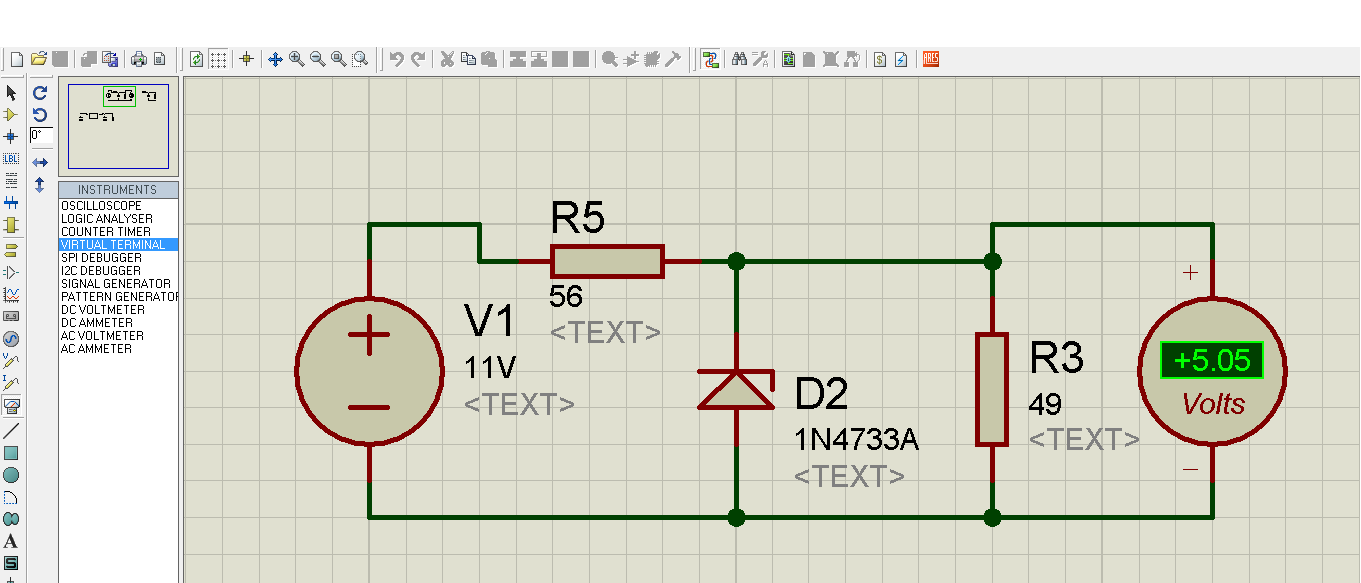 ARES
LBL
0°
INSTRUMENTS
OSCILLOSCOPE
LOGIC ANALYSER
COUNTER TIMER
VIRTUAL TERMINAL
SPI DEBUGGER
I2C DEBUGGER
SIGNAL GENERATOR
PATTERN GENERATOR
DC VOLTMETER
DC AMMETER
AC VOLTMETER
AC AMMETER
A
S
V1
11V
<TEXT>
R5
56
<TEXT>
D2
1N4733A
<TEXT>
R3
49
<TEXT>
+
+5.05
Volts